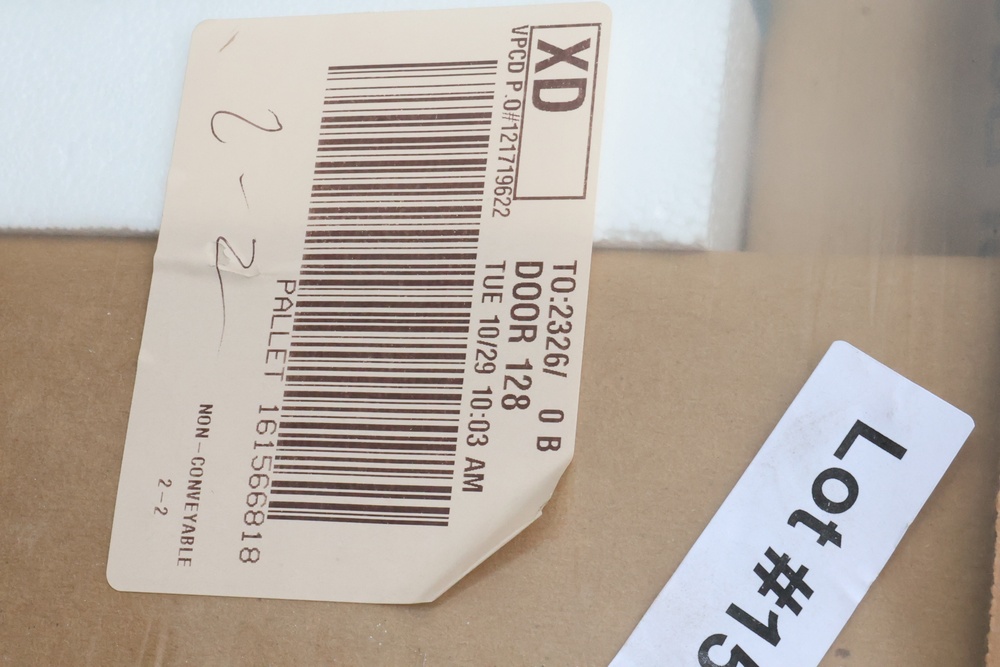 XD
VPCD P.O#121719622
TO:2326/ 0 B
DOOR 128
TUE 10/29 10:03 AM
PALLET 161566818
NON-CONVEYABLE
2-2
2-2
Lot #15